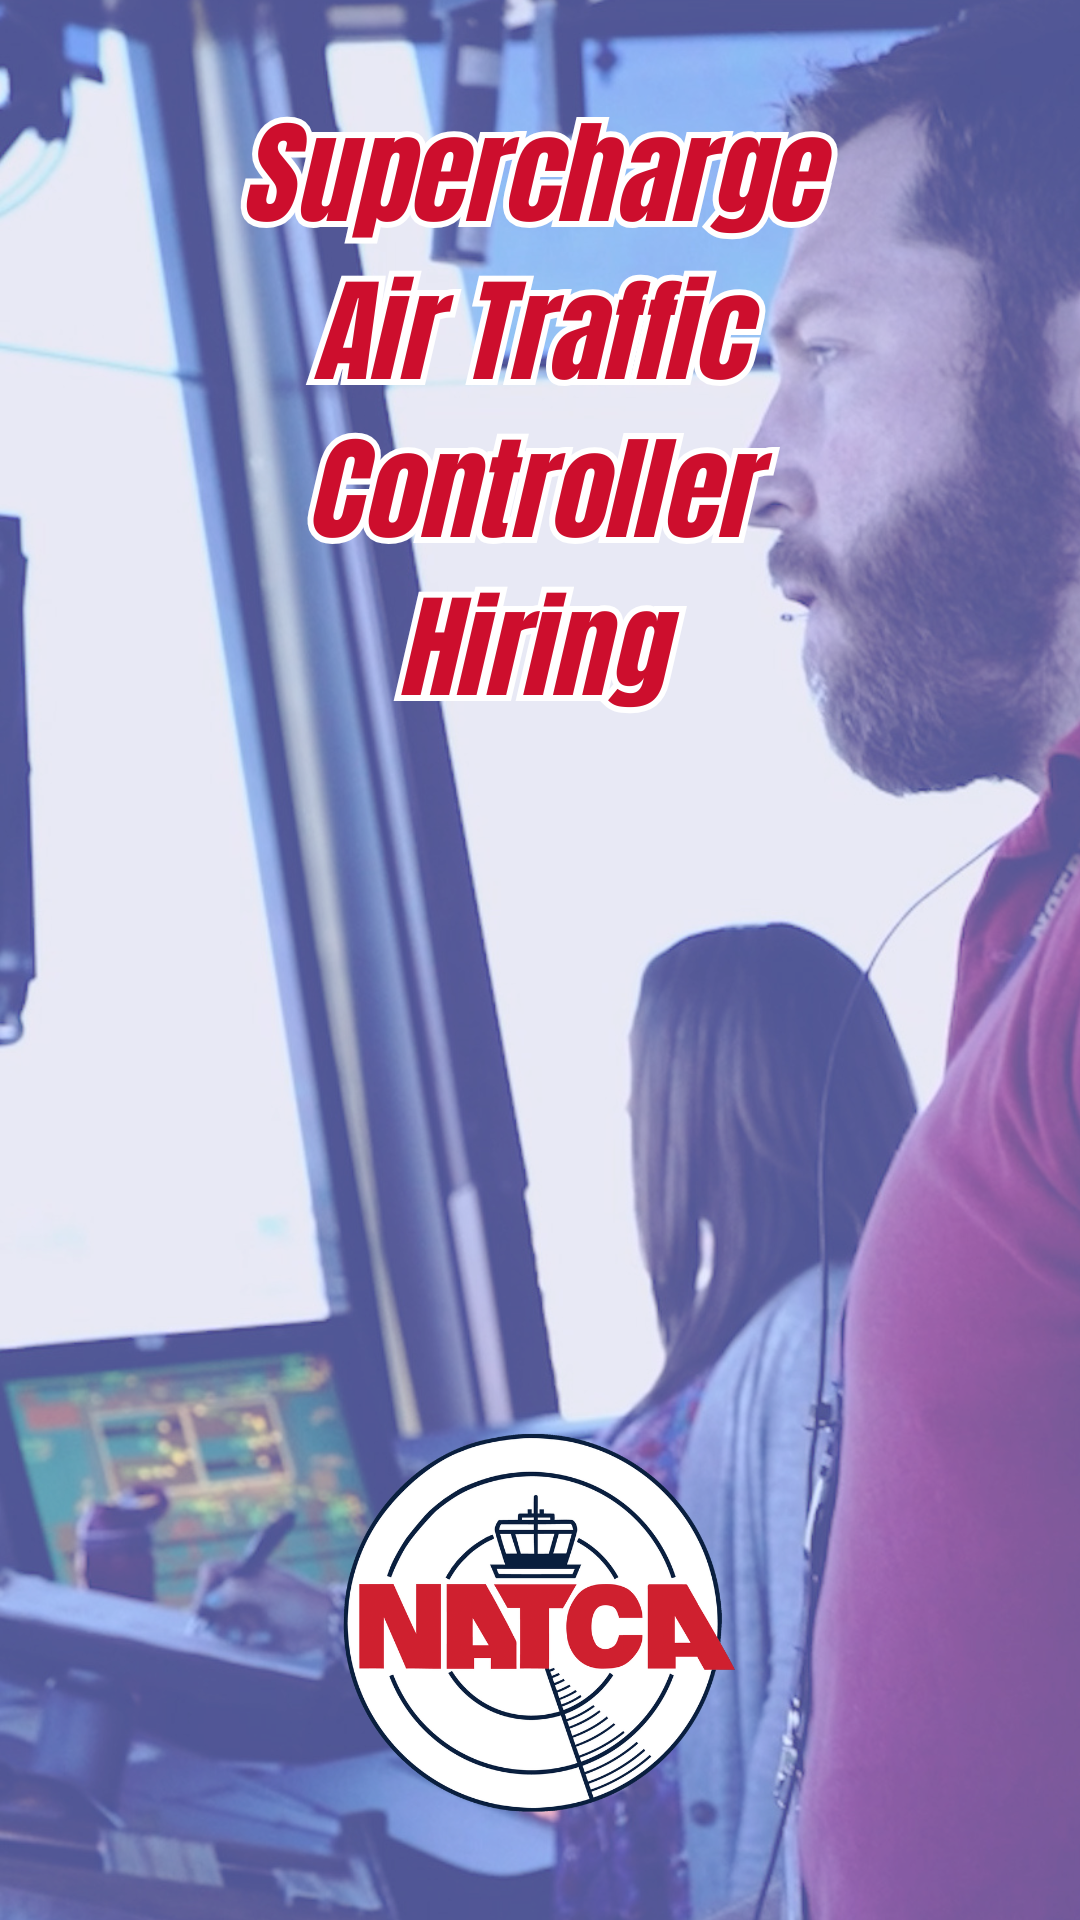 Supercharge
Air Traffic
Controller
Hiring
NATCA